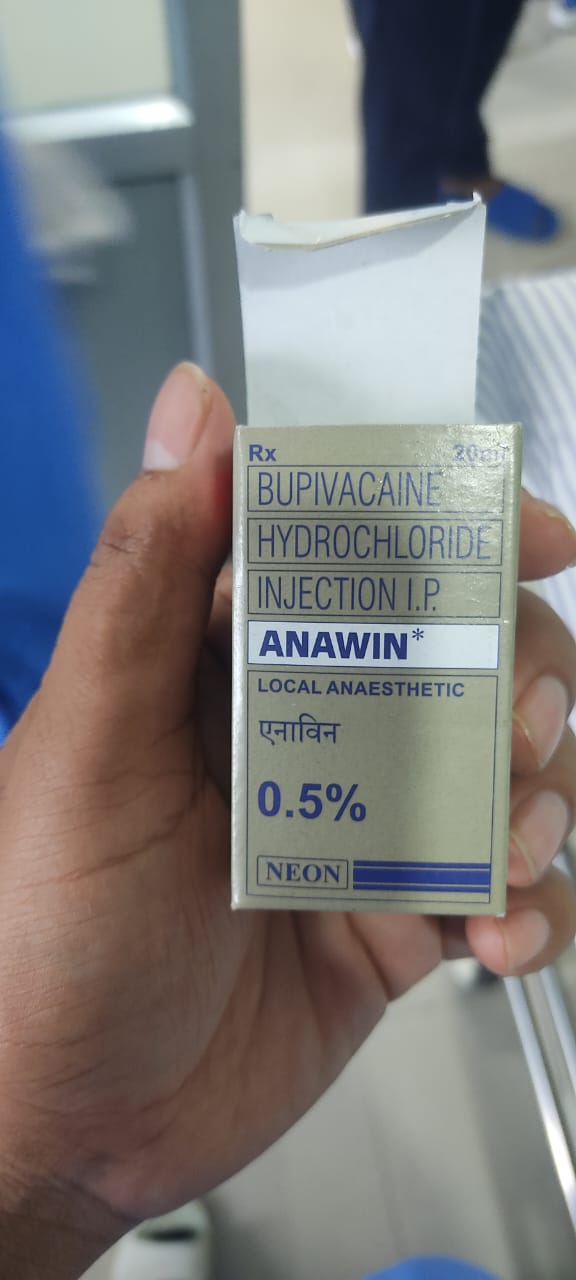 Rx 20ml
BUPIVACAINE
HYDROCHLORIDE
INJECTION I.P.
ANAWIN*
LOCAL ANAESTHETIC
एनाविन
0.5%
NEON